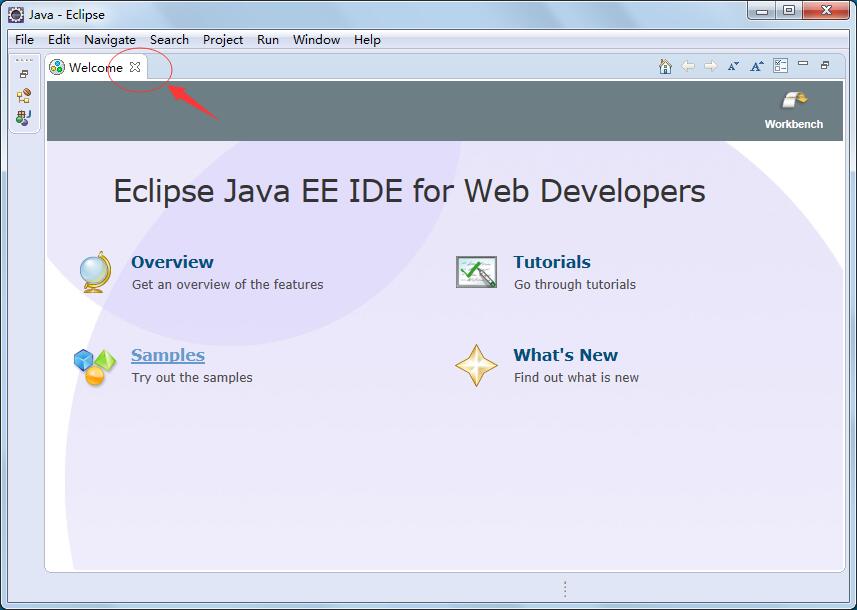 Java - Eclipse
File Edit Navigate Search Project Run Window Help
Welcome
Workbench
Eclipse Java EE IDE for Web Developers
Overview
Get an overview of the features
Tutorials
Go through tutorials
Samples
Try out the samples
What's New
Find out what is new